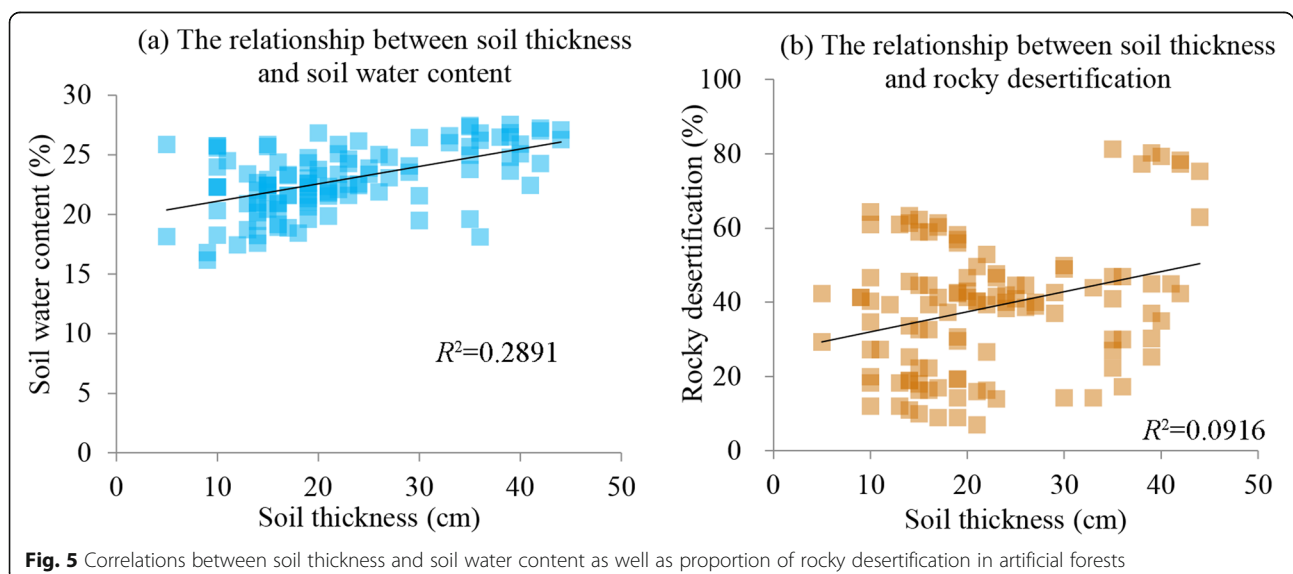 (a) The relationship between soil thickness
and soil water content
30
25
20
15
10
5
0
Soil water content (%)
R²=0.2891
0 10 20 30 40 50
Soil thickness (cm)
(b) The relationship between soil thickness
and rocky desertification
100
80
60
40
20
0
Rocky desertification (%)
R²=0.0916
0 10 20 30 40 50
Soil thickness (cm)
Fig. 5 Correlations between soil thickness and soil water content as well as proportion of rocky desertification in artificial forests